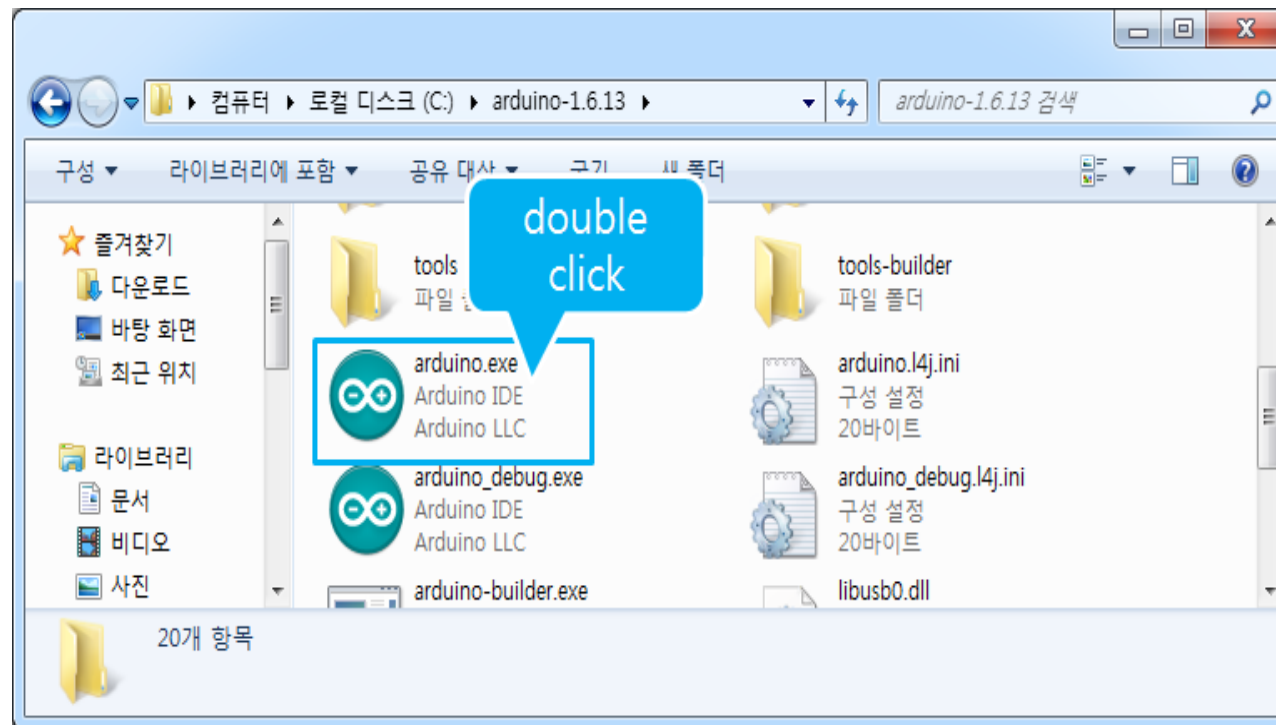 컴퓨터 ▸ 로컬 디스크 (C:) ▸ arduino-1.6.13 ▸
arduino-1.6.13 검색
구성 라이브러리에 포함 공유 대상 굽기 새 폴더
double
click
즐겨찾기
다운로드
바탕 화면
최근 위치
라이브러리
문서
비디오
사진
tools
파일
tools-builder
파일 폴더
arduino.exe
Arduino IDE
Arduino LLC
arduino.l4j.ini
구성 설정
20바이트
arduino_debug.exe
Arduino IDE
Arduino LLC
arduino_debug.l4j.ini
구성 설정
20바이트
arduino-builder.exe
libusb0.dll
20개 항목